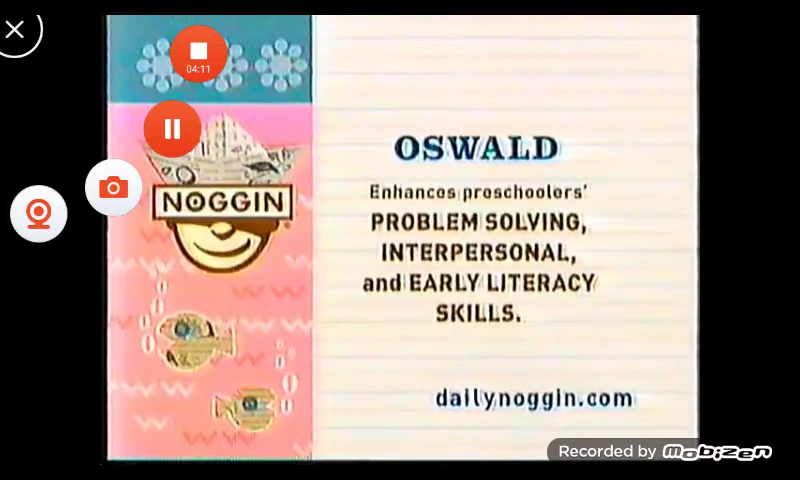 04:11
NOGGIN
OSWALD
Enhances preschoolers'
PROBLEM SOLVING,
INTERPERSONAL,
and EARLY LITERACY
SKILLS.
dailynoggin.com
Recorded by mobizen